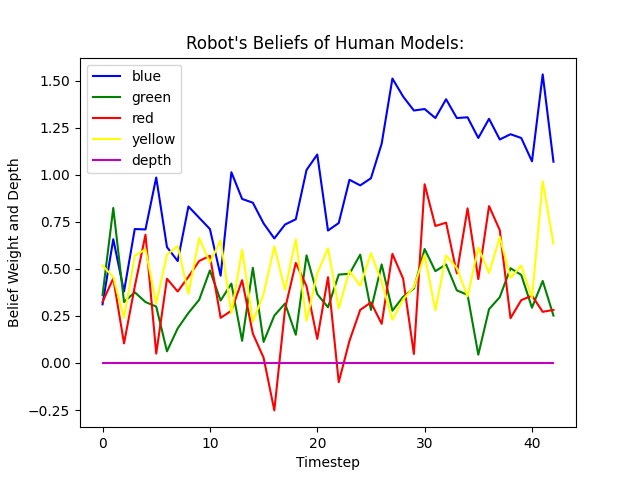 Robot's Beliefs of Human Models:
blue
green
red
yellow
depth
Belief Weight and Depth
1.50
1.25
1.00
0.75
0.50
0.25
0.00
−0.25
0 10 20 30 40
Timestep